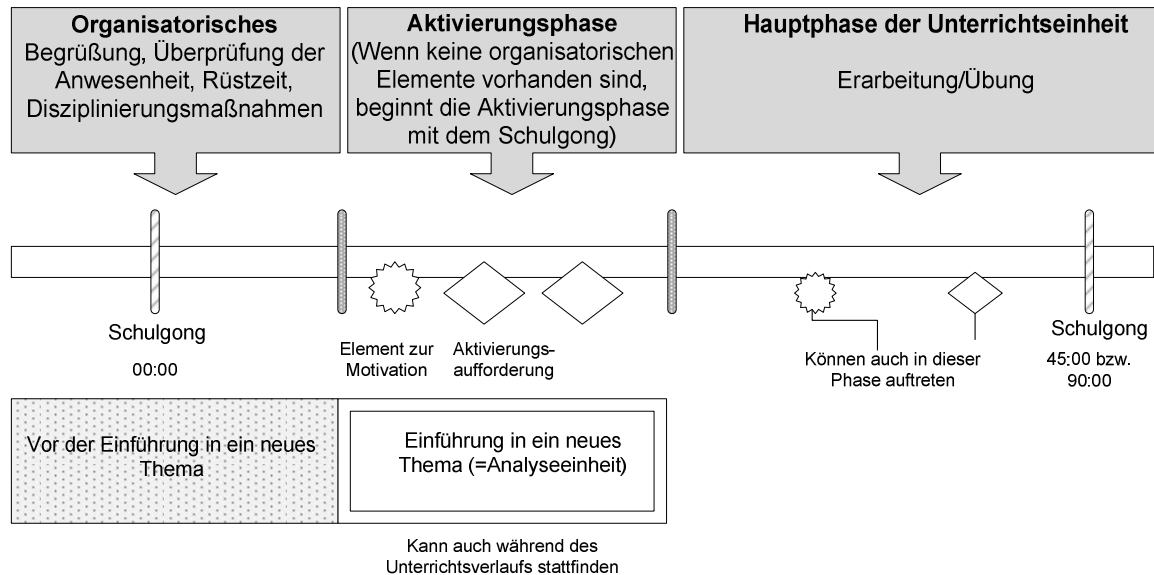 Organisatorisches
Begrüßung, Überprüfung der
Anwesenheit, Rüstzeit,
Disziplinierungsmaßnahmen
Aktivierungsphase
(Wenn keine organisatorischen
Elemente vorhanden sind,
beginnt die Aktivierungsphase
mit dem Schulgong)
Hauptphase der Unterrichtseinheit
Erarbeitung/Übung
Schulgong
00:00
Element zur
Motivation
Aktivierungs-
aufforderung
Können auch in dieser
Phase auftreten
Schulgong
45:00 bzw.
90:00
Vor der Einführung in ein neues
Thema
Einführung in ein neues
Thema (=Analyseeinheit)
Kann auch während des
Unterrichtsverlaufs stattfinden